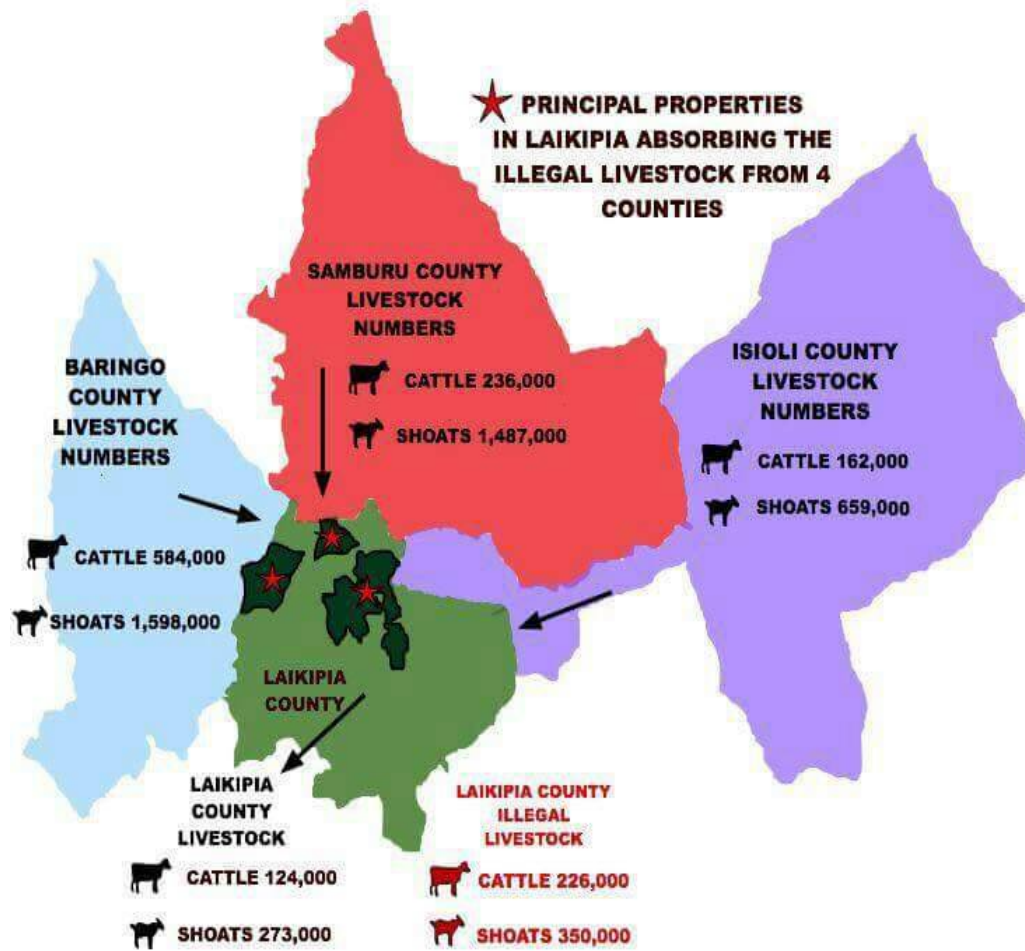 PRINCIPAL PROPERTIES
IN LAIKIPIA ABSORBING THE
ILLEGAL LIVESTOCK FROM 4
COUNTIES
SAMBURU COUNTY
LIVESTOCK
NUMBERS
CATTLE 236,000
SHOATS 1,487,000
ISIOLI COUNTY
LIVESTOCK
NUMBERS
CATTLE 162,000
SHOATS 659,000
BARINGO
COUNTY
LIVESTOCK
NUMBERS
CATTLE 584,000
SHOATS 1,598,000
LAIKIPIA
COUNTY
LAIKIPIA
COUNTY
LIVESTOCK
CATTLE 124,000
SHOATS 273,000
LAIKIPIA COUNTY
ILLEGAL
LIVESTOCK
CATTLE 226,000
SHOATS 350,000